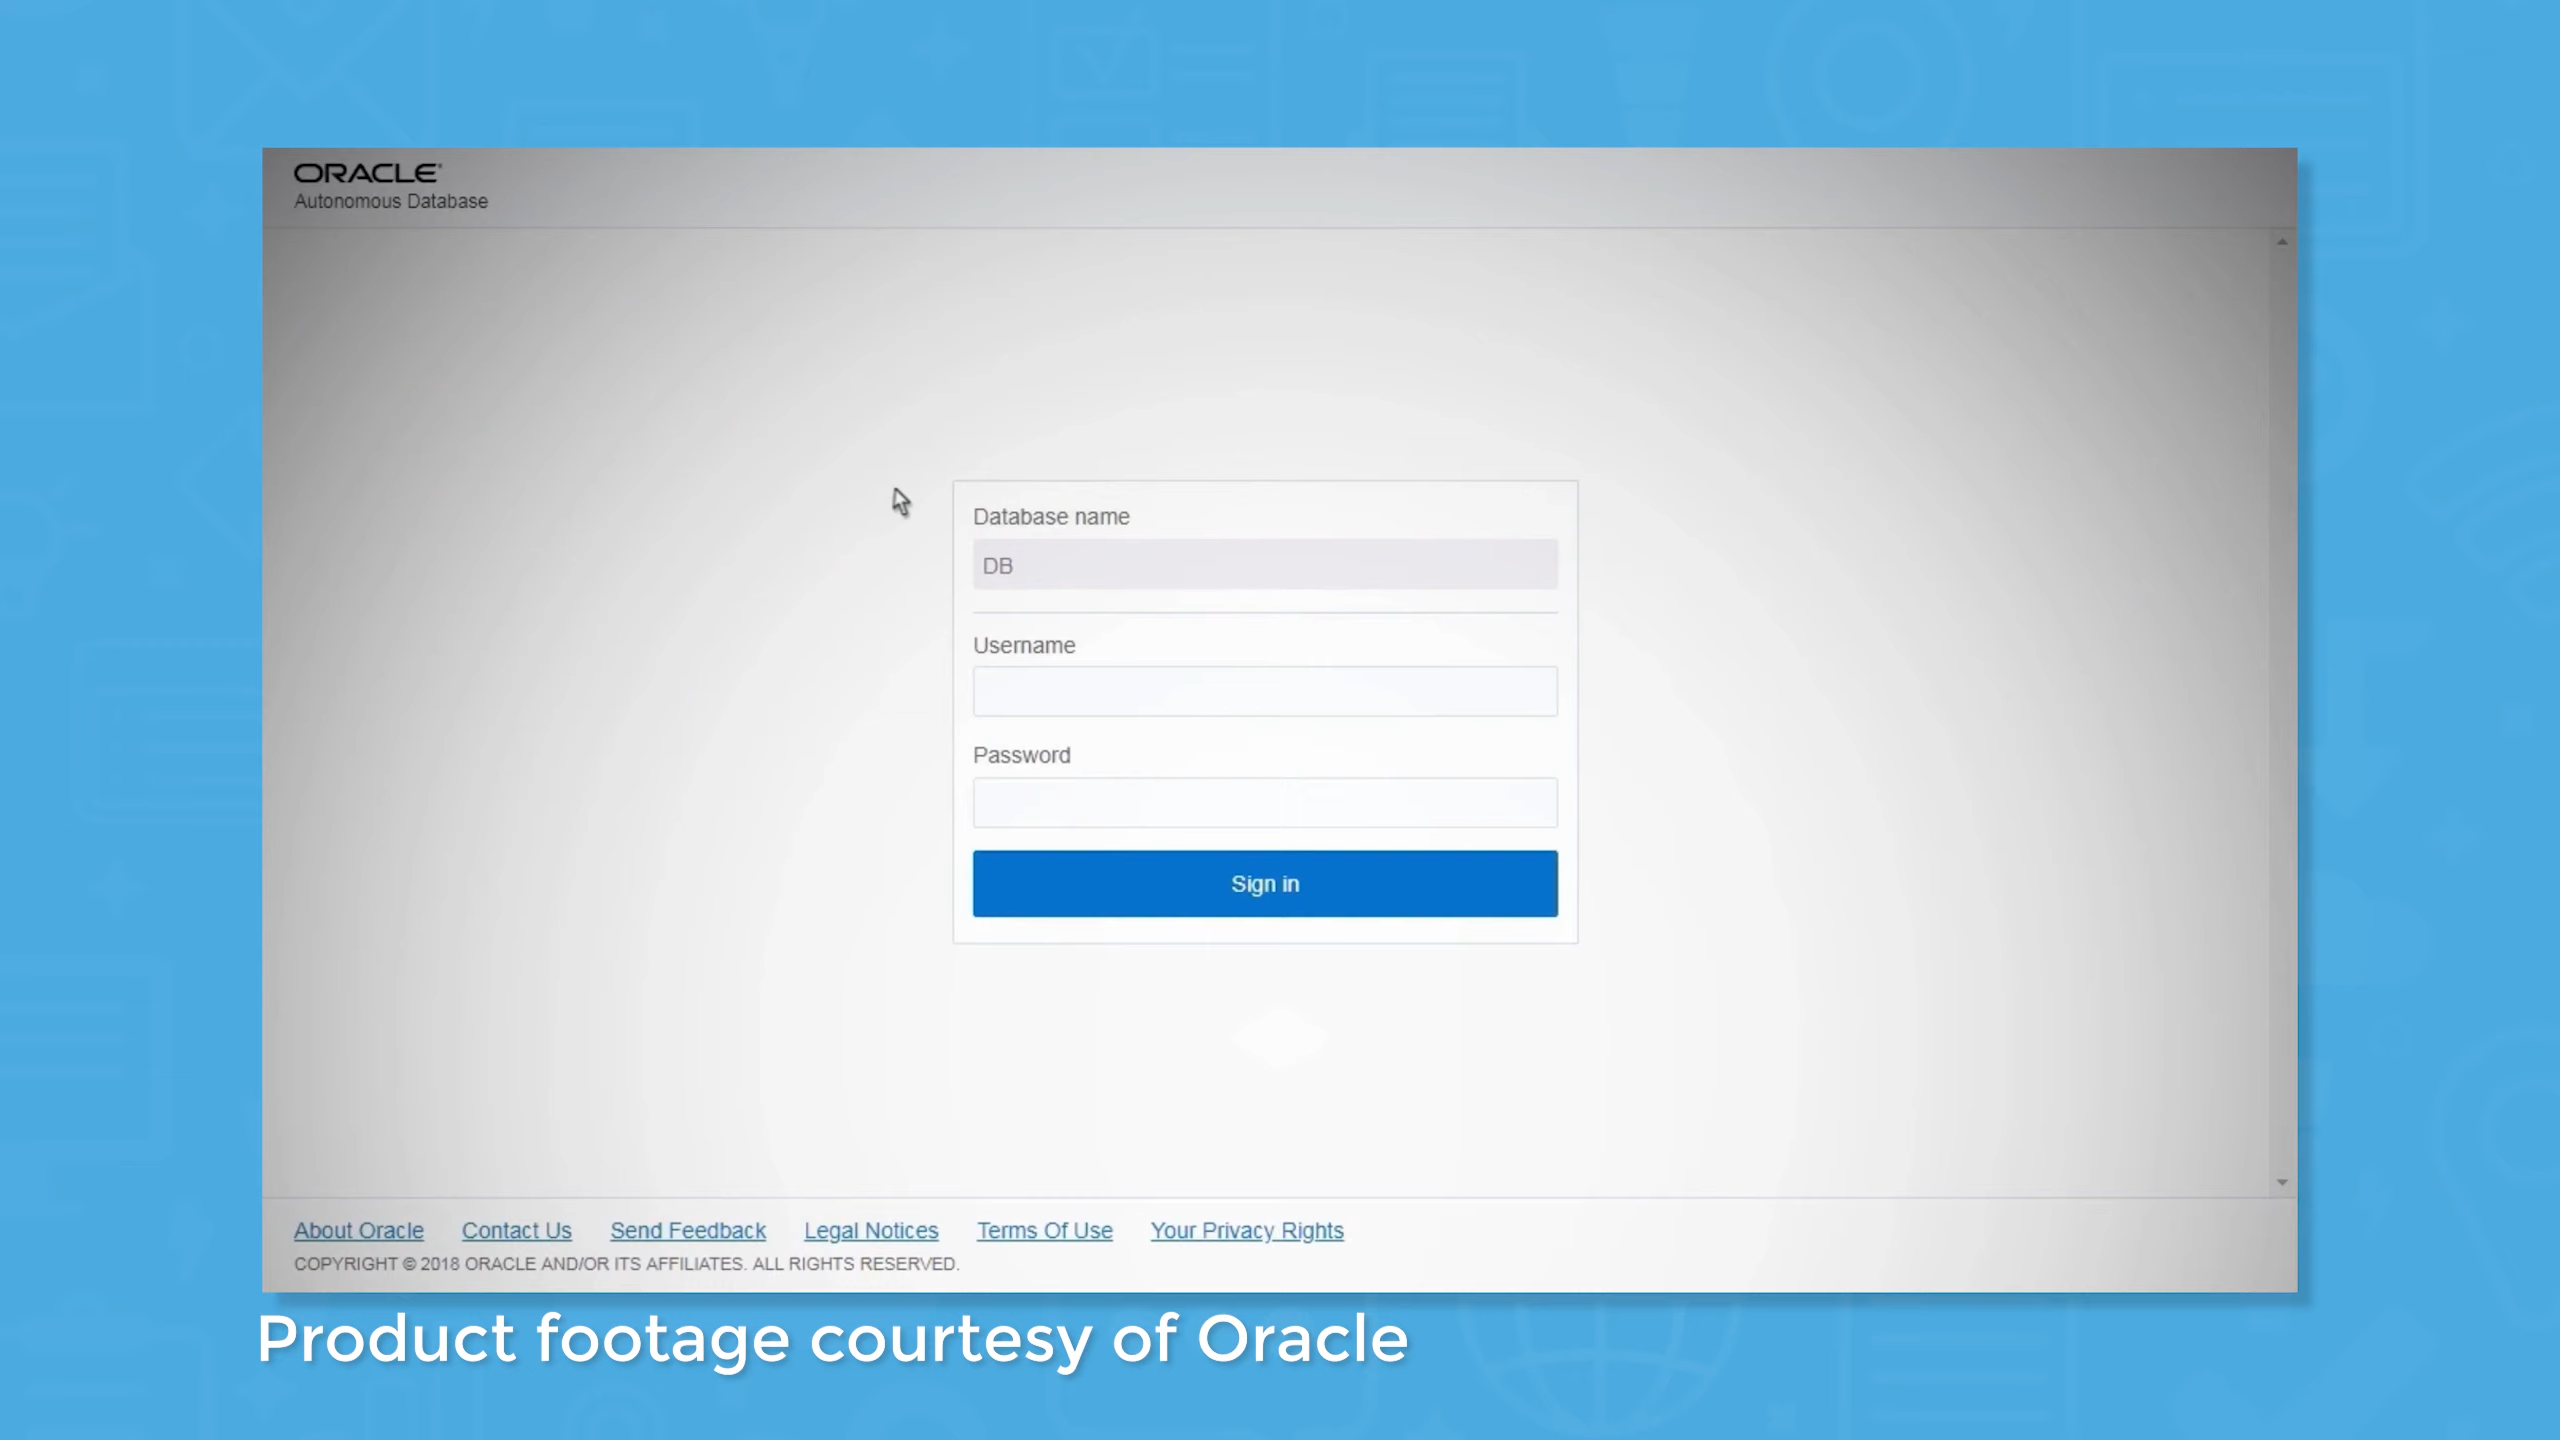 ORACLE
Autonomous Database
Database name
DB
Username
Password
Sign in
About Oracle Contact Us Send Feedback Legal Notices Terms Of Use Your Privacy Rights
COPYRIGHT © 2018 ORACLE AND/OR ITS AFFILIATES. ALL RIGHTS RESERVED.
Product footage courtesy of Oracle